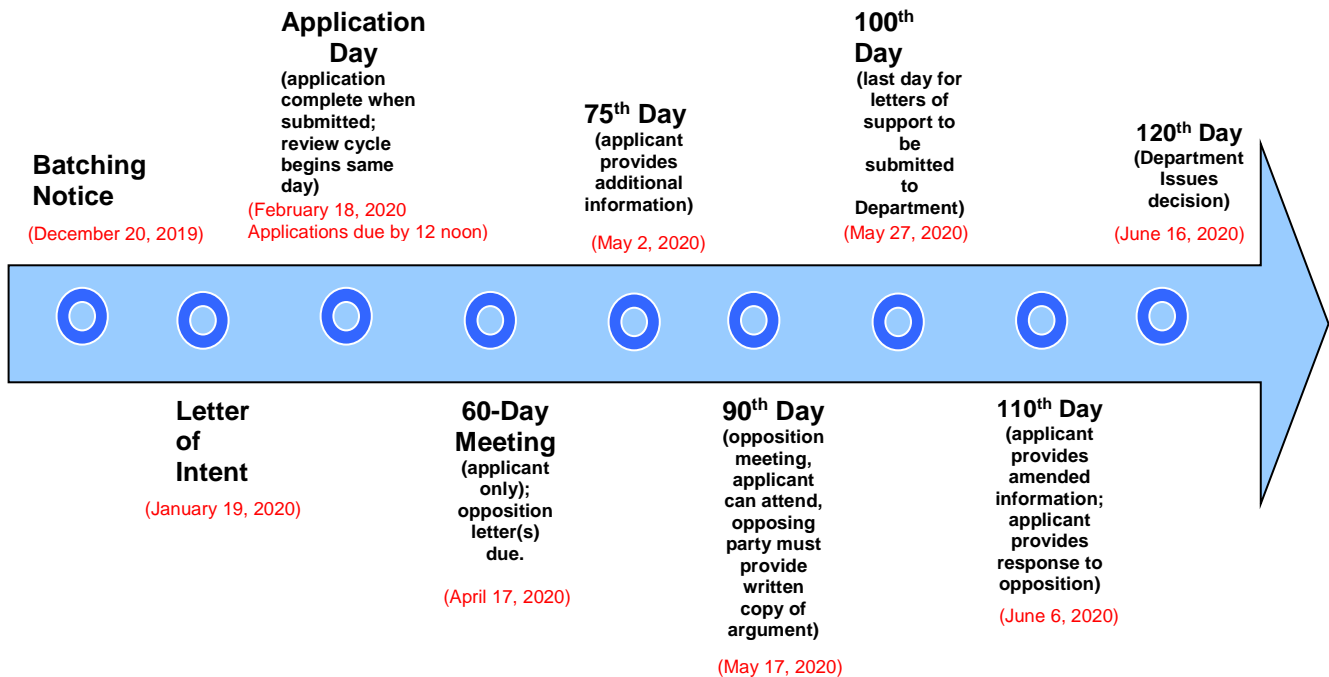 Batching
Notice
(December 20, 2019)
Letter
of
Intent
(January 19, 2020)
Application
Day
(application
complete when
submitted;
review cycle
begins same
day)
(February 18, 2020
Applications due by 12 noon)
60-Day
Meeting
(applicant
only);
opposition
letter(s)
due.
(April 17, 2020)
75th Day
(applicant
provides
additional
information)
(May 2, 2020)
90th Day
(opposition
meeting,
applicant
can attend,
opposing
party must
provide
written
copy of
argument)
(May 17, 2020)
100th
Day
(last day for
letters of
support to
be
submitted
to
Department)
(May 27, 2020)
110th Day
(applicant
provides
amended
information;
applicant
provides
response to
opposition)
(June 6, 2020)
120th Day
(Department
Issues
decision)
(June 16, 2020)